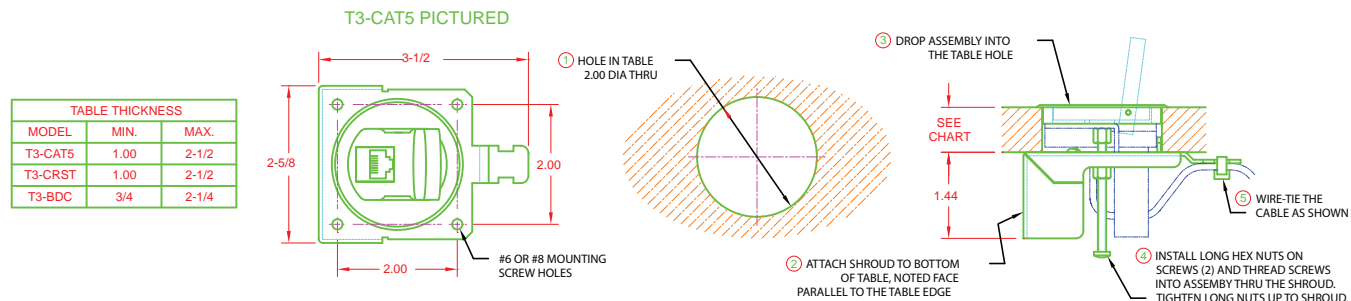 T3-CAT5 PICTURED
TABLE THICKNESS
MODEL MIN. MAX.
T3-CAT5 1.00 2-1/2
T3-CRST 1.00 2-1/2
T3-BDC 3/4 2-1/4
3-1/2
2-5/8
2.00
2.00
#6 OR #8 MOUNTING
SCREW HOLES
1 HOLE IN TABLE
2.00 DIA THRU
2 ATTACH SHROUD TO BOTTOM
OF TABLE, NOTED FACE
PARALLEL TO THE TABLE EDGE
3 DROP ASSEMBLY INTO
THE TABLE HOLE
SEE
CHART
1.44
5 WIRE-TIE THE
CABLE AS SHOWN
4 INSTALL LONG HEX NUTS ON
SCREWS (2) AND THREAD SCREWS
INTO ASSEMBY THRU THE SHROUD.
TIGHTEN LONG NUTS UP TO SHROUD.